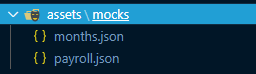 assets \ mocks
{ } months.json
{ } payroll.json